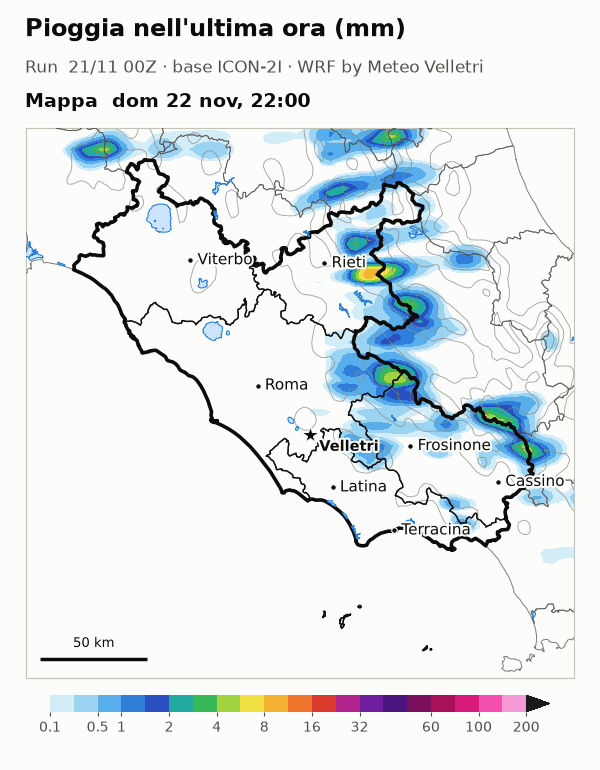 Pioggia nell'ultima ora (mm)
Run  21/11 00Z · base ICON-2I · WRF by Meteo Velletri
Mappa  dom 22 nov, 22:00
Viterbo
Rieti
Roma
Velletri
Frosinone
Latina
Cassino
Terracina
50 km
0.1 0.5 1 2 4 8 16 32 60 100 200